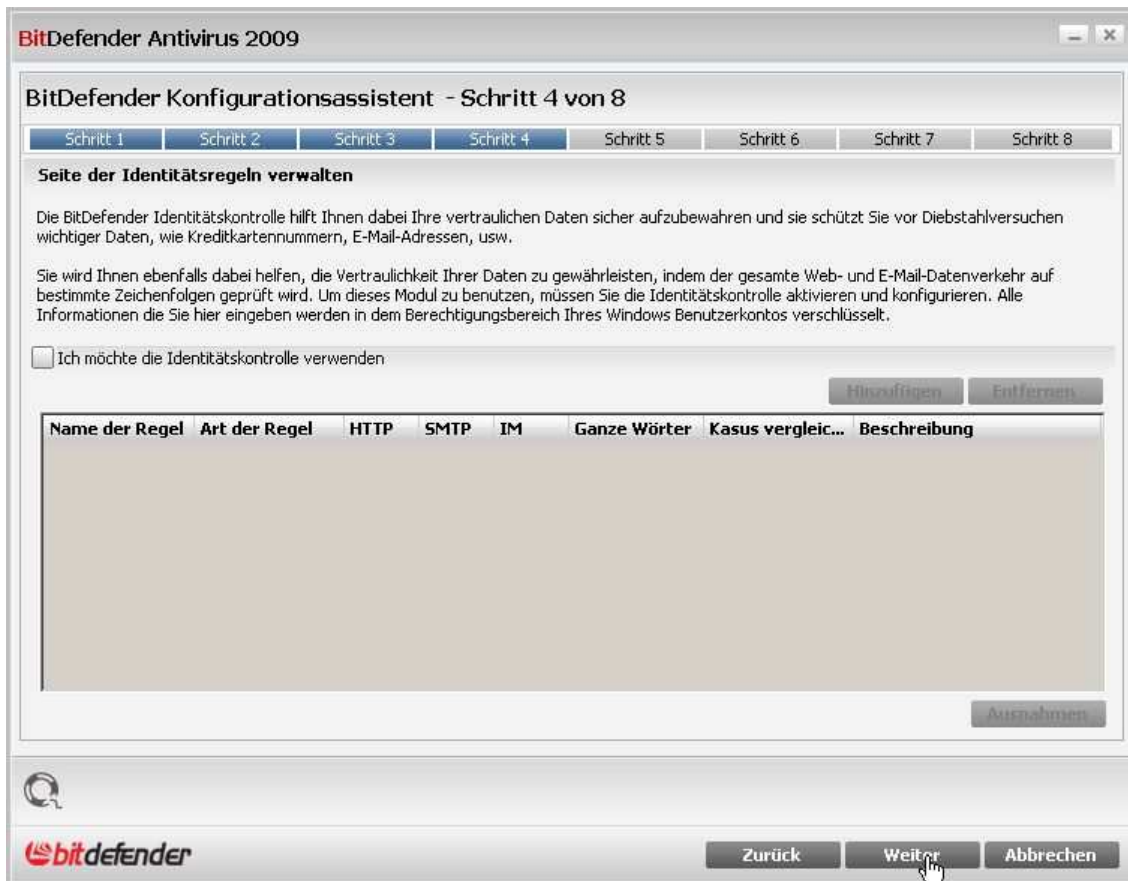 BitDefender Antivirus 2009
BitDefender Konfigurationsassistent - Schritt 4 von 8
Schritt 1 Schritt 2 Schritt 3 Schritt 4 Schritt 5 Schritt 6 Schritt 7 Schritt 8
Seite der Identitätsregeln verwalten
Die BitDefender Identitätskontrolle hilft Ihnen dabei Ihre vertraulichen Daten sicher aufzubewahren und sie schützt Sie vor Diebstahlversuchen
wichtiger Daten, wie Kreditkartennummern, E-Mail-Adressen, usw.
Sie wird Ihnen ebenfalls dabei helfen, die Vertraulichkeit Ihrer Daten zu gewährleisten, indem der gesamte Web- und E-Mail-Datenverkehr auf
bestimmte Zeichenfolgen geprüft wird. Um dieses Modul zu benutzen, müssen Sie die Identitätskontrolle aktivieren und konfigurieren. Alle
Informationen die Sie hier eingeben werden in dem Berechtigungsbereich Ihres Windows Benutzerkontos verschlüsselt.
Ich möchte die Identitätskontrolle verwenden
Hinzufügen Entfernen
Name der Regel Art der Regel HTTP SMTP IM Ganze Wörter Kasus vergleic... Beschreibung
Ausnahmen
bitdefender
Zurück Weiter Abbrechen